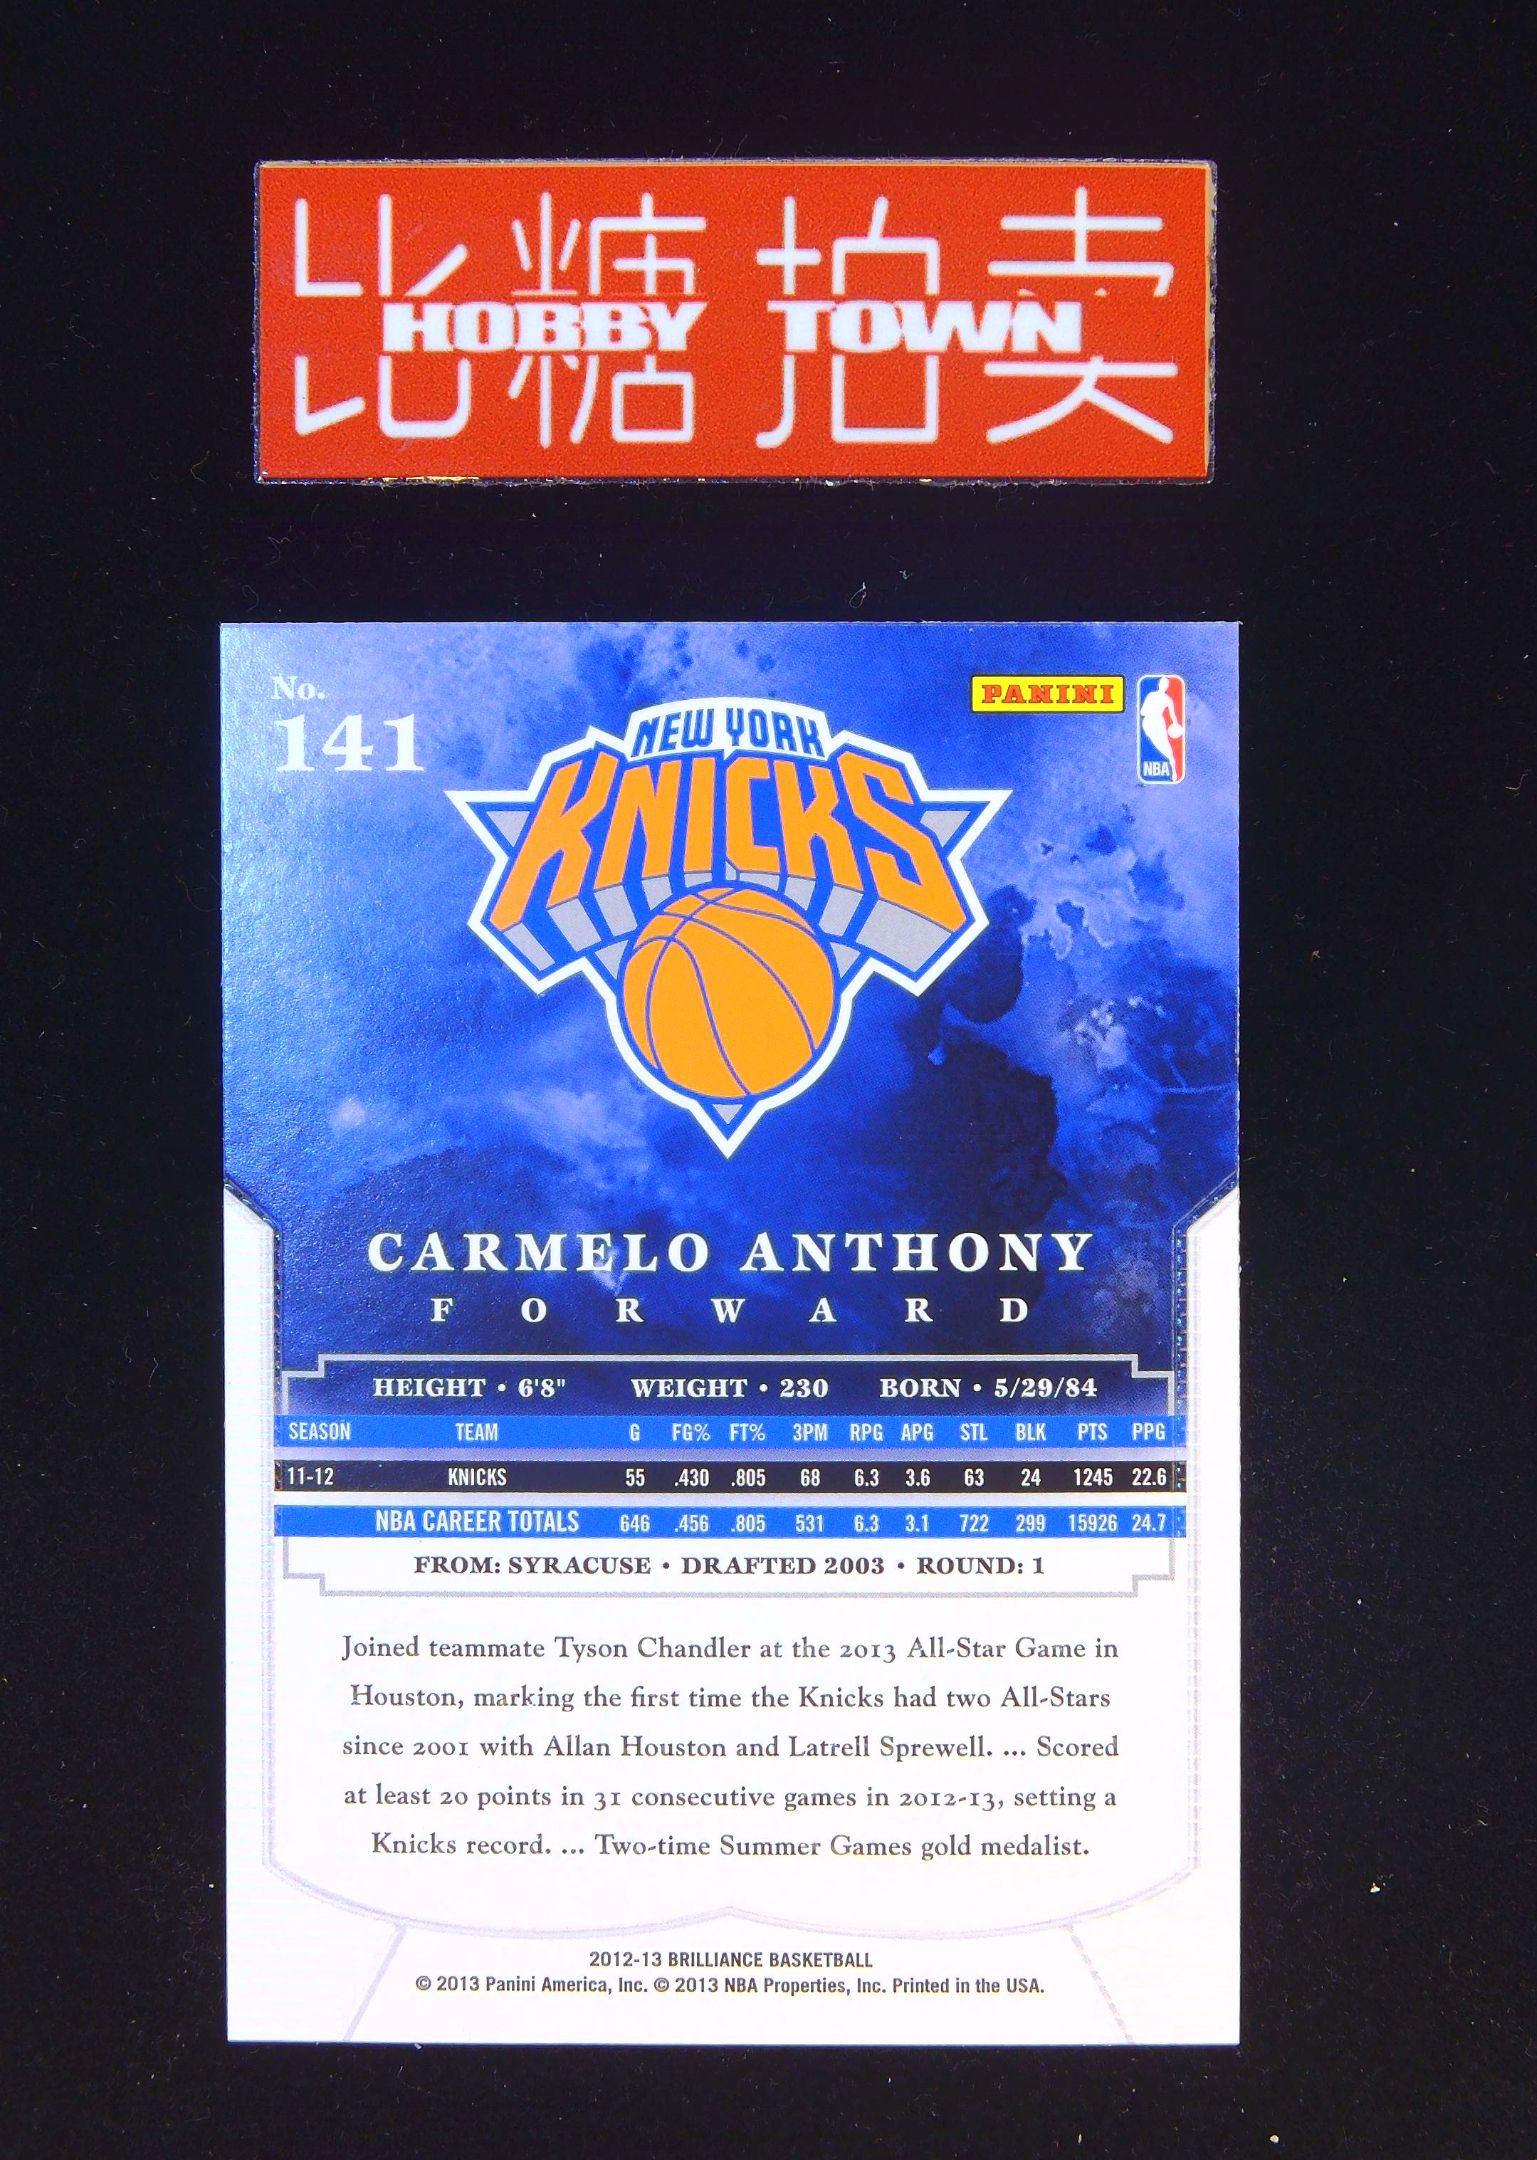 比糖 拍卖
HOBBY TOWN
No.
141
PANINI
NBA
NEW YORK
KNICKS
CARMELO ANTHONY
FORWARD
HEIGHT • 6'8" WEIGHT • 230 BORN • 5/29/84
SEASON TEAM G FG% FT% 3PM RPG APG STL BLK PTS PPG
11-12 KNICKS 55 .430 .805 68 6.3 3.6 63 24 1245 22.6
NBA CAREER TOTALS 646 .456 .805 531 6.3 3.1 722 299 15926 24.7
FROM: SYRACUSE • DRAFTED 2003 • ROUND: 1
Joined teammate Tyson Chandler at the 2013 All-Star Game in
Houston, marking the first time the Knicks had two All-Stars
since 2001 with Allan Houston and Latrell Sprewell. ... Scored
at least 20 points in 31 consecutive games in 2012-13, setting a
Knicks record. ... Two-time Summer Games gold medalist.
2012-13 BRILLIANCE BASKETBALL
© 2013 Panini America, Inc. © 2013 NBA Properties, Inc. Printed in the USA.